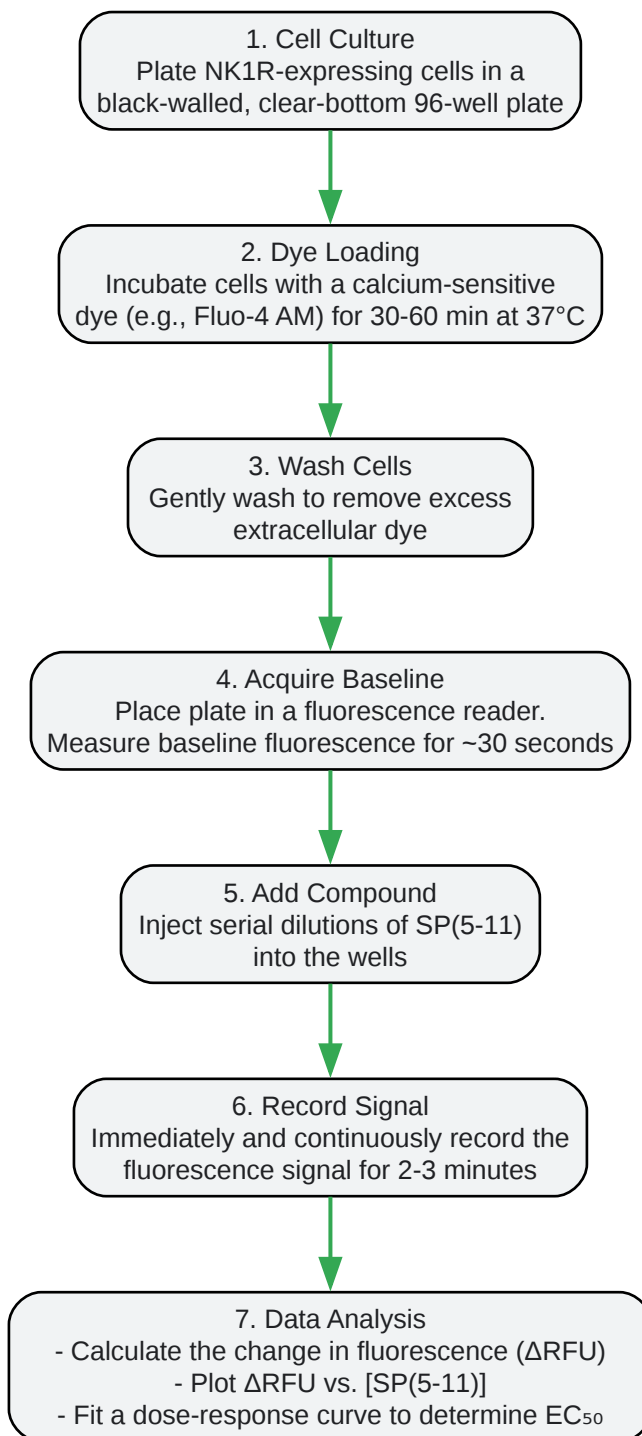 1. Cell Culture
Plate NK1R-expressing cells in a
black-walled, clear-bottom 96-well plate
2. Dye Loading
Incubate cells with a calcium-sensitive
dye (e.g., Fluo-4 AM) for 30-60 min at 37°C
3. Wash Cells
Gently wash to remove excess
extracellular dye
4. Acquire Baseline
Place plate in a fluorescence reader.
Measure baseline fluorescence for ~30 seconds
5. Add Compound
Inject serial dilutions of SP(5-11)
into the wells
6. Record Signal
Immediately and continuously record the
fluorescence signal for 2-3 minutes
7. Data Analysis
- Calculate the change in fluorescence (ΔRFU)
- Plot ΔRFU vs. [SP(5-11)]
- Fit a dose-response curve to determine EC₅₀